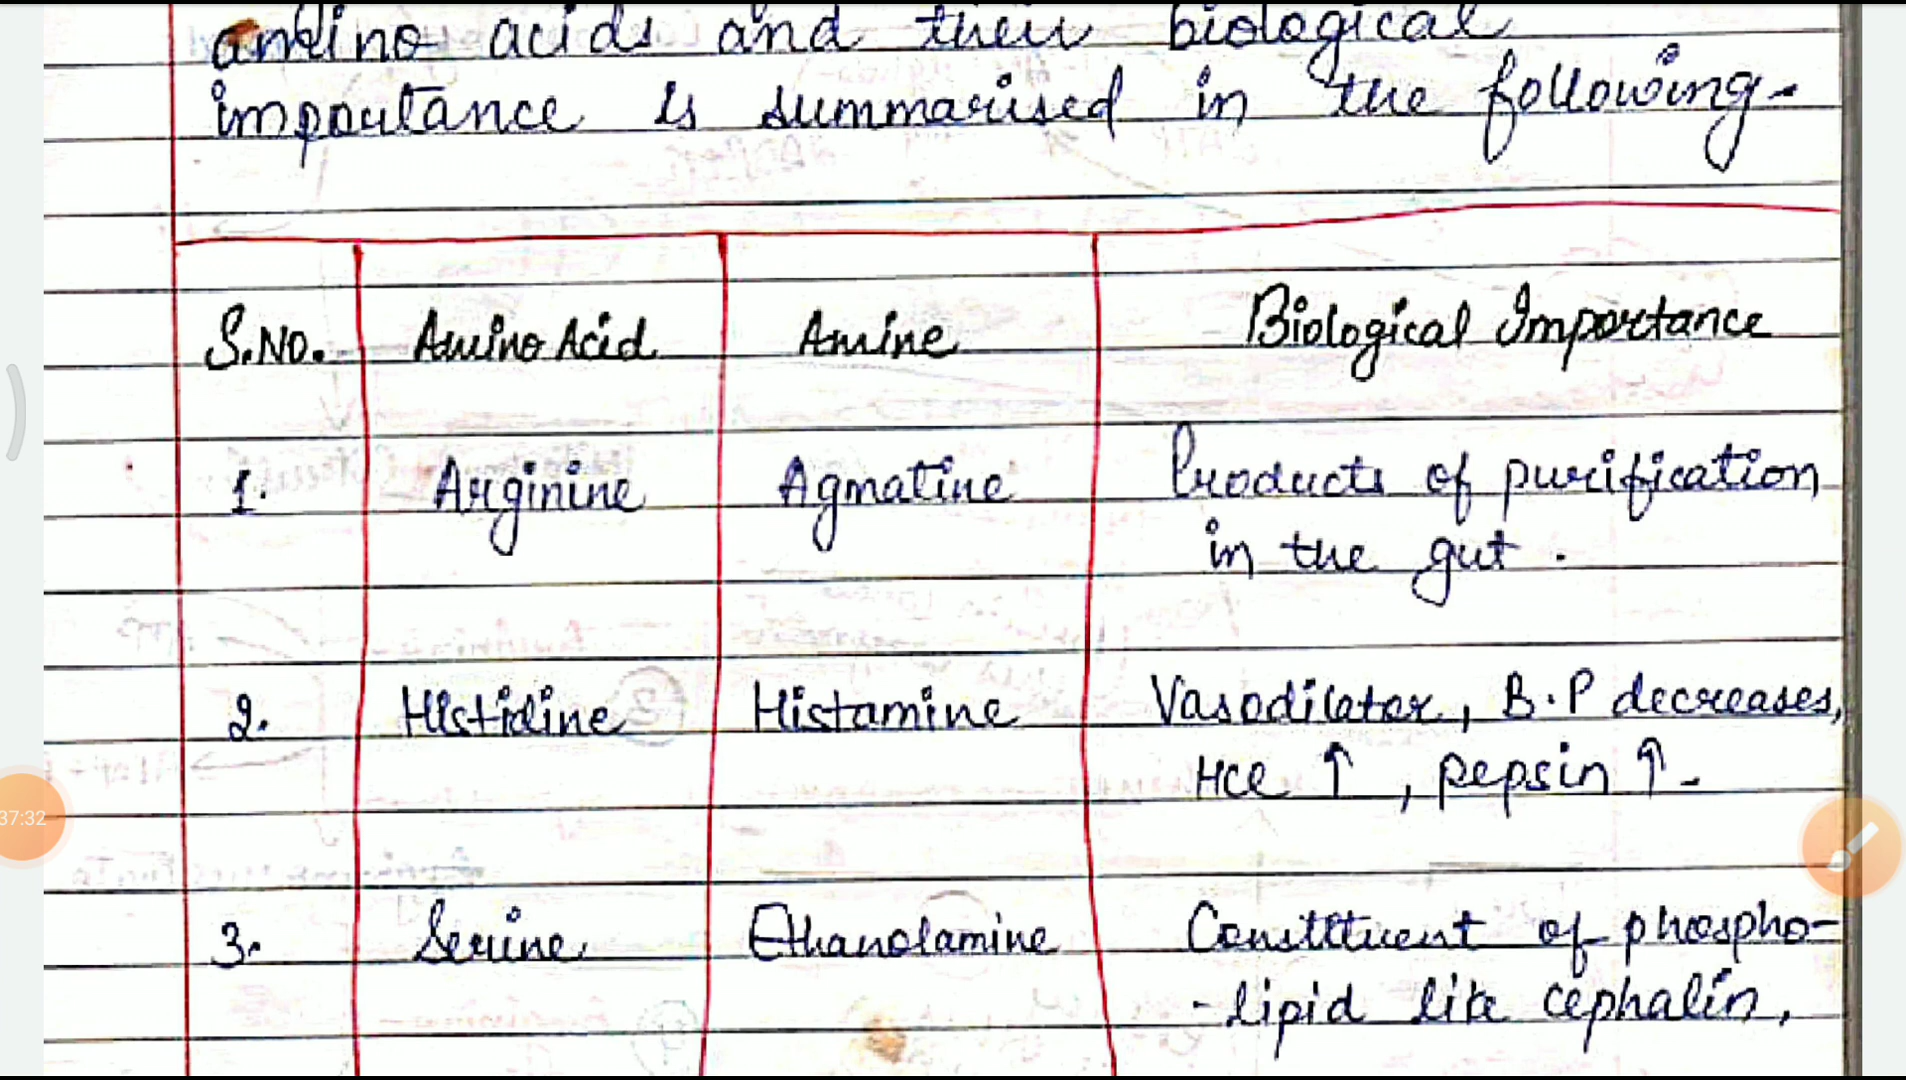 amino acids and their biological
importance is summarised in the following-
S.NO. Amino Acid Amine Biological Importance
1. Arginine Agmatine Products of purification
in the gut.
2. Histidine Histamine Vasodilator, B.P decreases,
HCl ↑, pepsin ↑-
3. Serine Ethanolamine Constituent of phospho-
-lipid like cephalin,
37:32